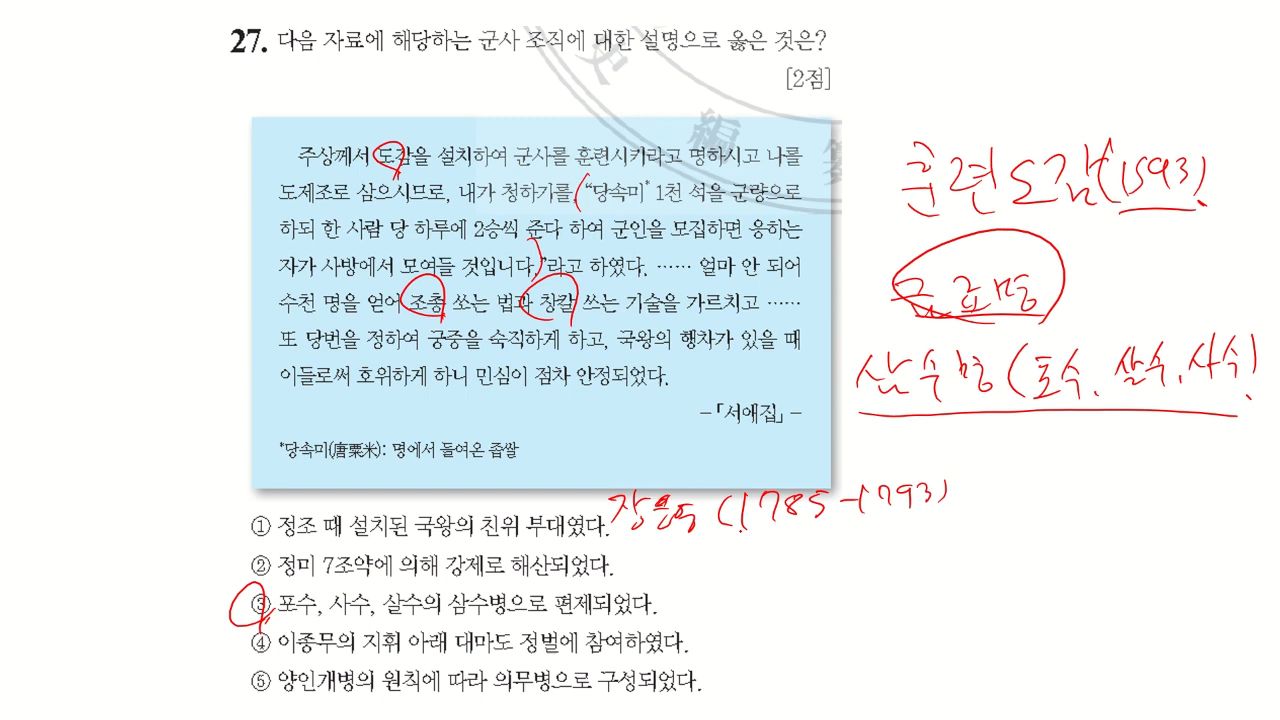 27. 다음 자료에 해당하는 군사 조직에 대한 설명으로 옳은 것은?
[2점]
史
編
주상께서 도감을 설치하여 군사를 훈련시키라고 명하시고 나를
도제조로 삼으시므로, 내가 청하기를, “당속미* 1천 석을 군량으로
하되 한 사람 당 하루에 2승씩 준다 하여 군인을 모집하면 응하는
자가 사방에서 모여들 것입니다.”라고 하였다. …… 얼마 안 되어
수천 명을 얻어 조총 쏘는 법과 창칼 쓰는 기술을 가르치고 ……
또 당번을 정하여 궁중을 숙직하게 하고, 국왕의 행차가 있을 때
이들로써 호위하게 하니 민심이 점차 안정되었다.
–「서애집」–
*당속미(唐粟米): 명에서 들여온 좁쌀
훈련도감(1593)
삼수병(포수, 살수, 사수)
장용영 (1785-1793)
① 정조 때 설치된 국왕의 친위 부대였다.
② 정미 7조약에 의해 강제로 해산되었다.
③ 포수, 사수, 살수의 삼수병으로 편제되었다.
④ 이종무의 지휘 아래 대마도 정벌에 참여하였다.
⑤ 양인개병의 원칙에 따라 의무병으로 구성되었다.